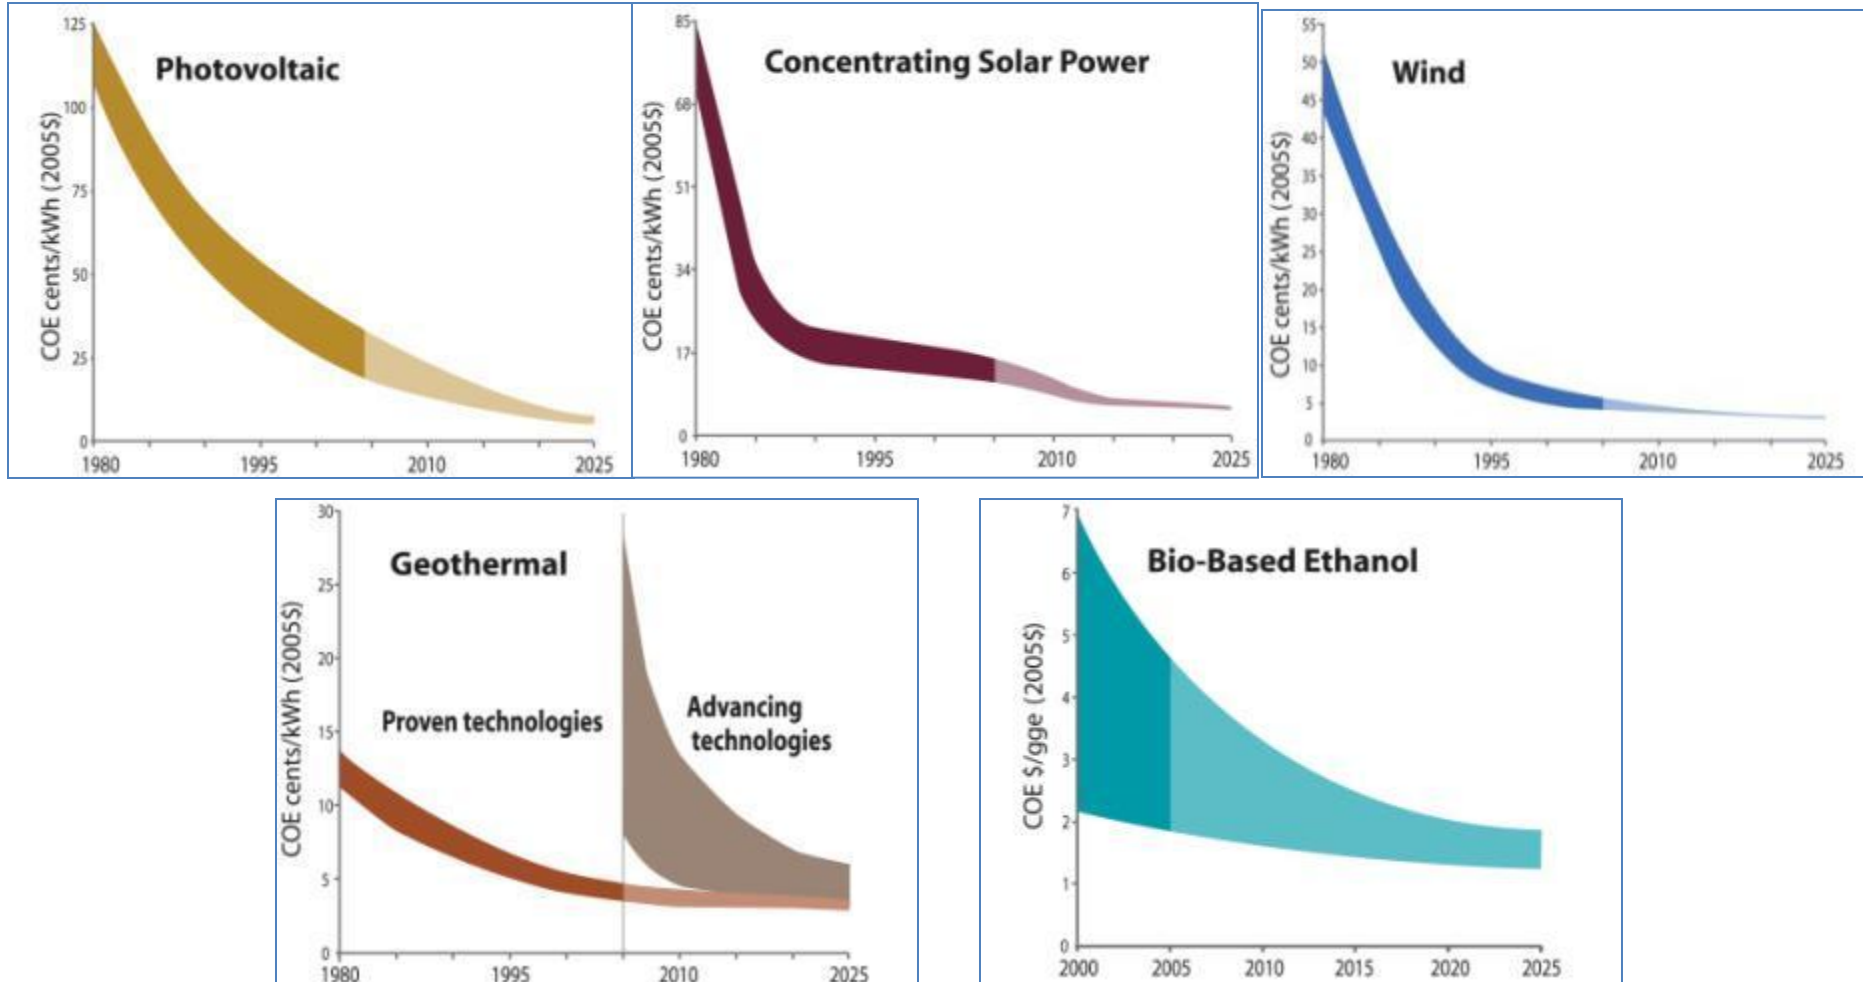 Photovoltaic
COE cents/kWh (2005$)
125
100
75
50
25
0
1980 1995 2010 2025
Concentrating Solar Power
COE cents/kWh (2005$)
85
68
51
34
17
0
1980 1995 2010 2025
Wind
COE cents/kWh (2005$)
55
50
45
40
35
30
25
20
15
10
5
0
1980 1995 2010 2025
Geothermal
COE cents/kWh (2005$)
30
25
20
15
10
5
0
Proven technologies
Advancing
technologies
1980 1995 2010 2025
Bio-Based Ethanol
COE $/gge (2005$)
7
6
5
4
3
2
1
0
2000 2005 2010 2015 2020 2025